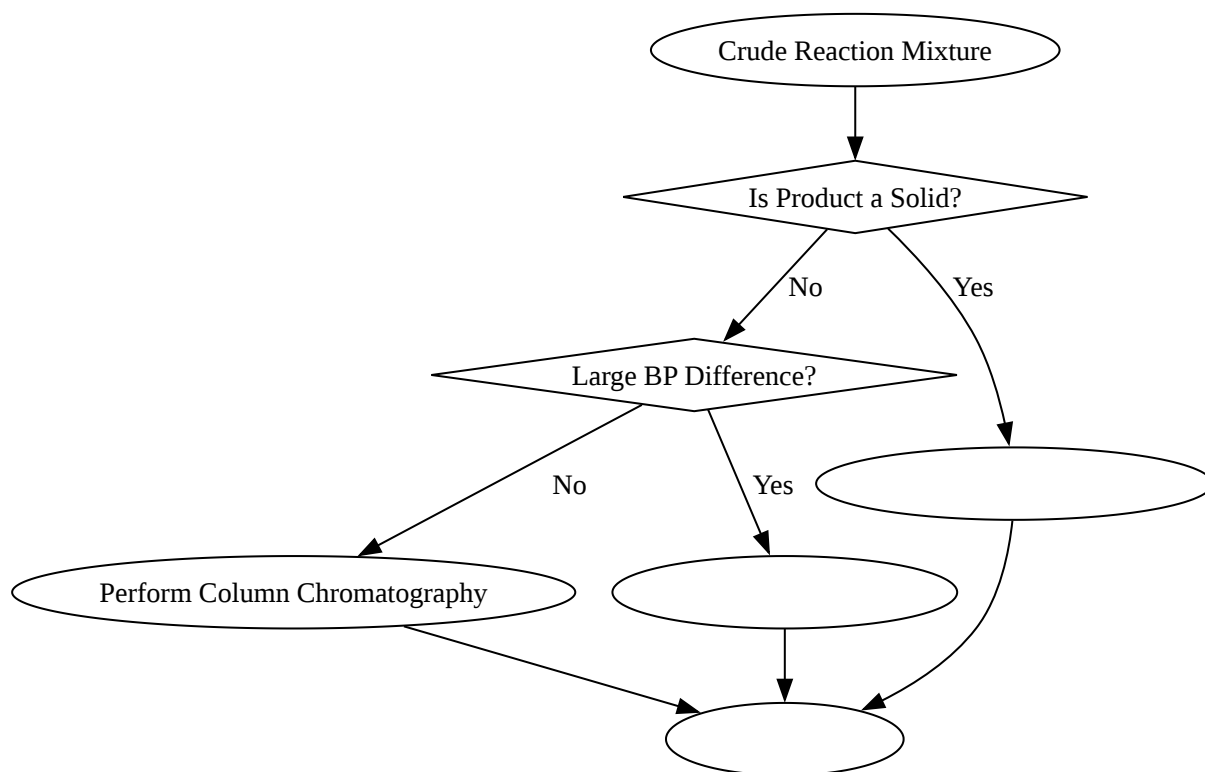 Crude Reaction Mixture
Is Product a Solid?
No
Yes
Large BP Difference?
No
Yes
Perform Column Chromatography